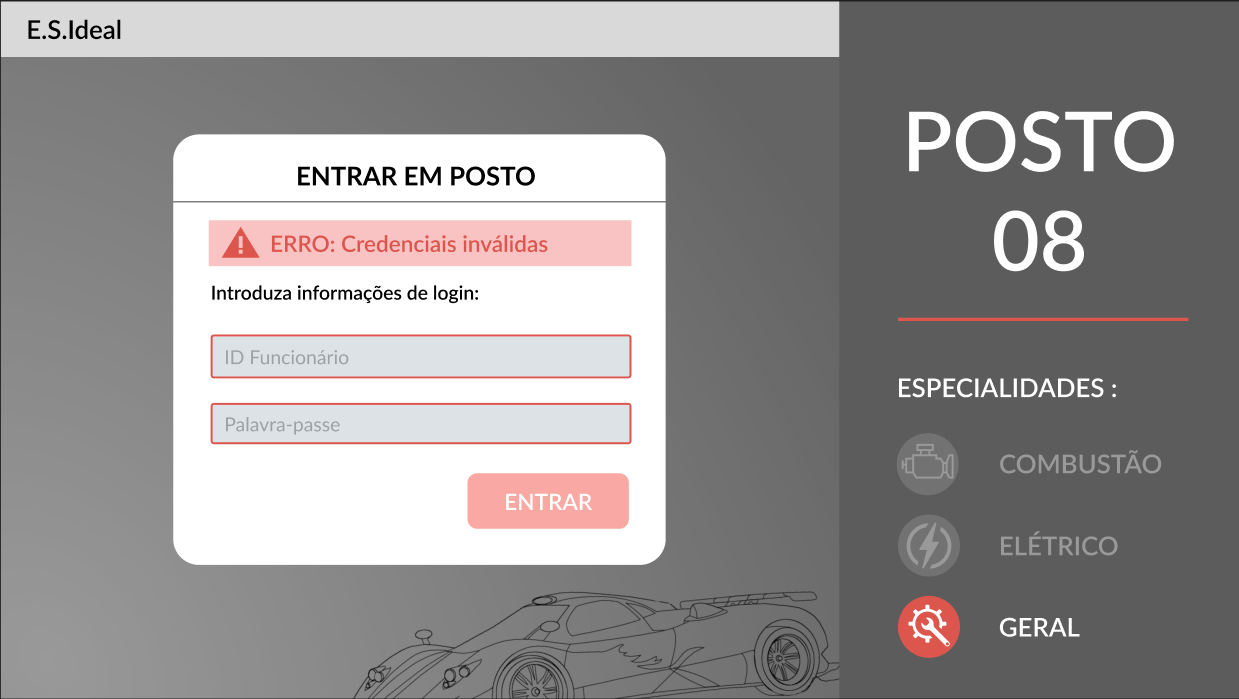 E.S.Ideal
ENTRAR EM POSTO
ERRO: Credenciais inválidas
Introduza informações de login:
ID Funcionário
Palavra-passe
ENTRAR
POSTO
08
ESPECIALIDADES :
COMBUSTÃO
ELÉTRICO
GERAL